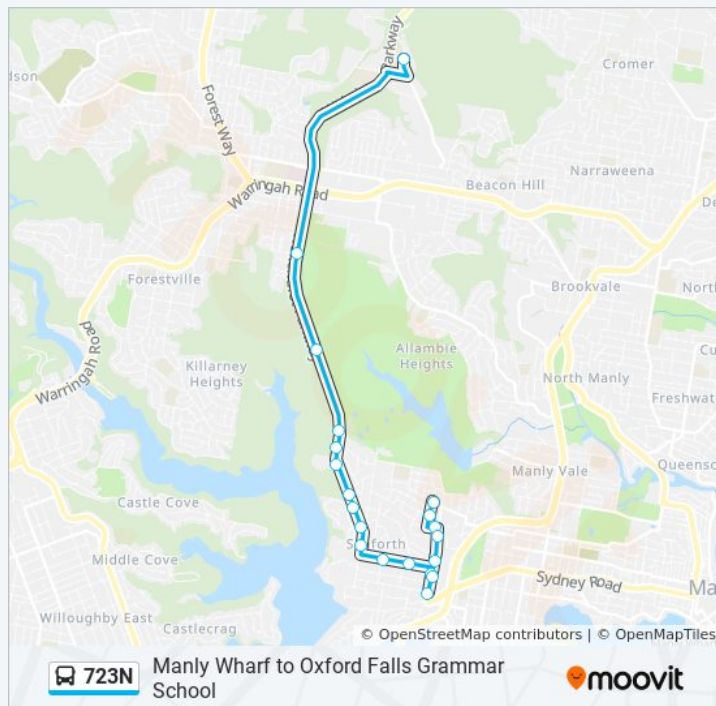 Parkway
Cromer
Forest Way
Narraweena
Beacon Hill
Warringah Road
Forestville
Brookvale
Warringah Road
Killarney
Heights
Allambie
Heights
North Manly
Freshwat
Manly Vale
Queensc
Castle Cove
Middle Cove
Sydney Road
Willoughby East
Castlecrag
© OpenStreetMap contributors | © OpenMapTiles
723N
Manly Wharf to Oxford Falls Grammar
School
moovit